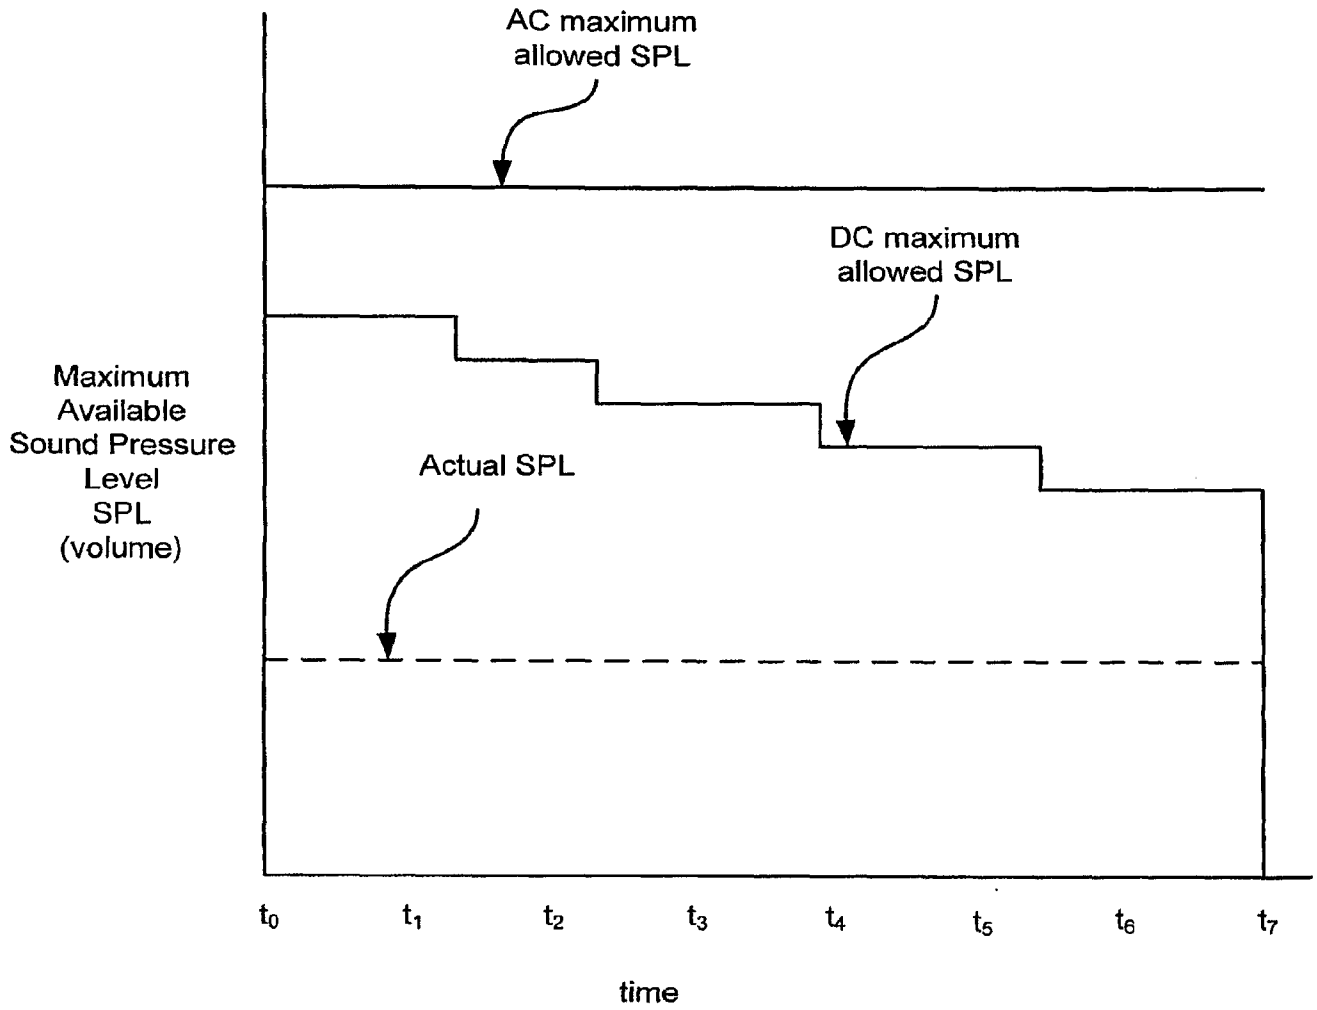 AC maximum
allowed SPL
DC maximum
allowed SPL
Maximum
Available
Sound Pressure
Level
SPL
(volume)
Actual SPL
t0 t1 t2 t3 t4 t5 t6 t7
time